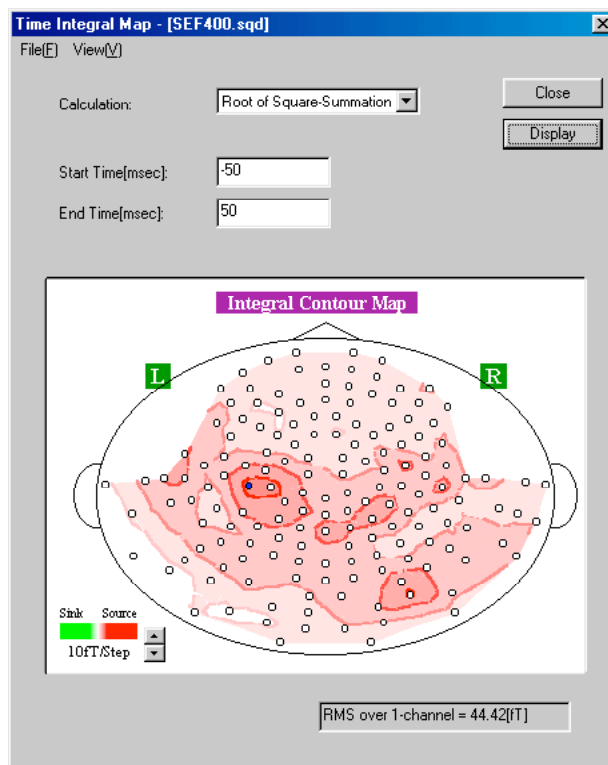 Time Integral Map - [SEF400.sqd]
File(F) View(V)
Calculation: Root of Square-Summation Close
Display
Start Time[msec]: -50
End Time[msec]: 50
Integral Contour Map
L R
Sink Source
10fT/Step
RMS over 1-channel = 44.42[fT]